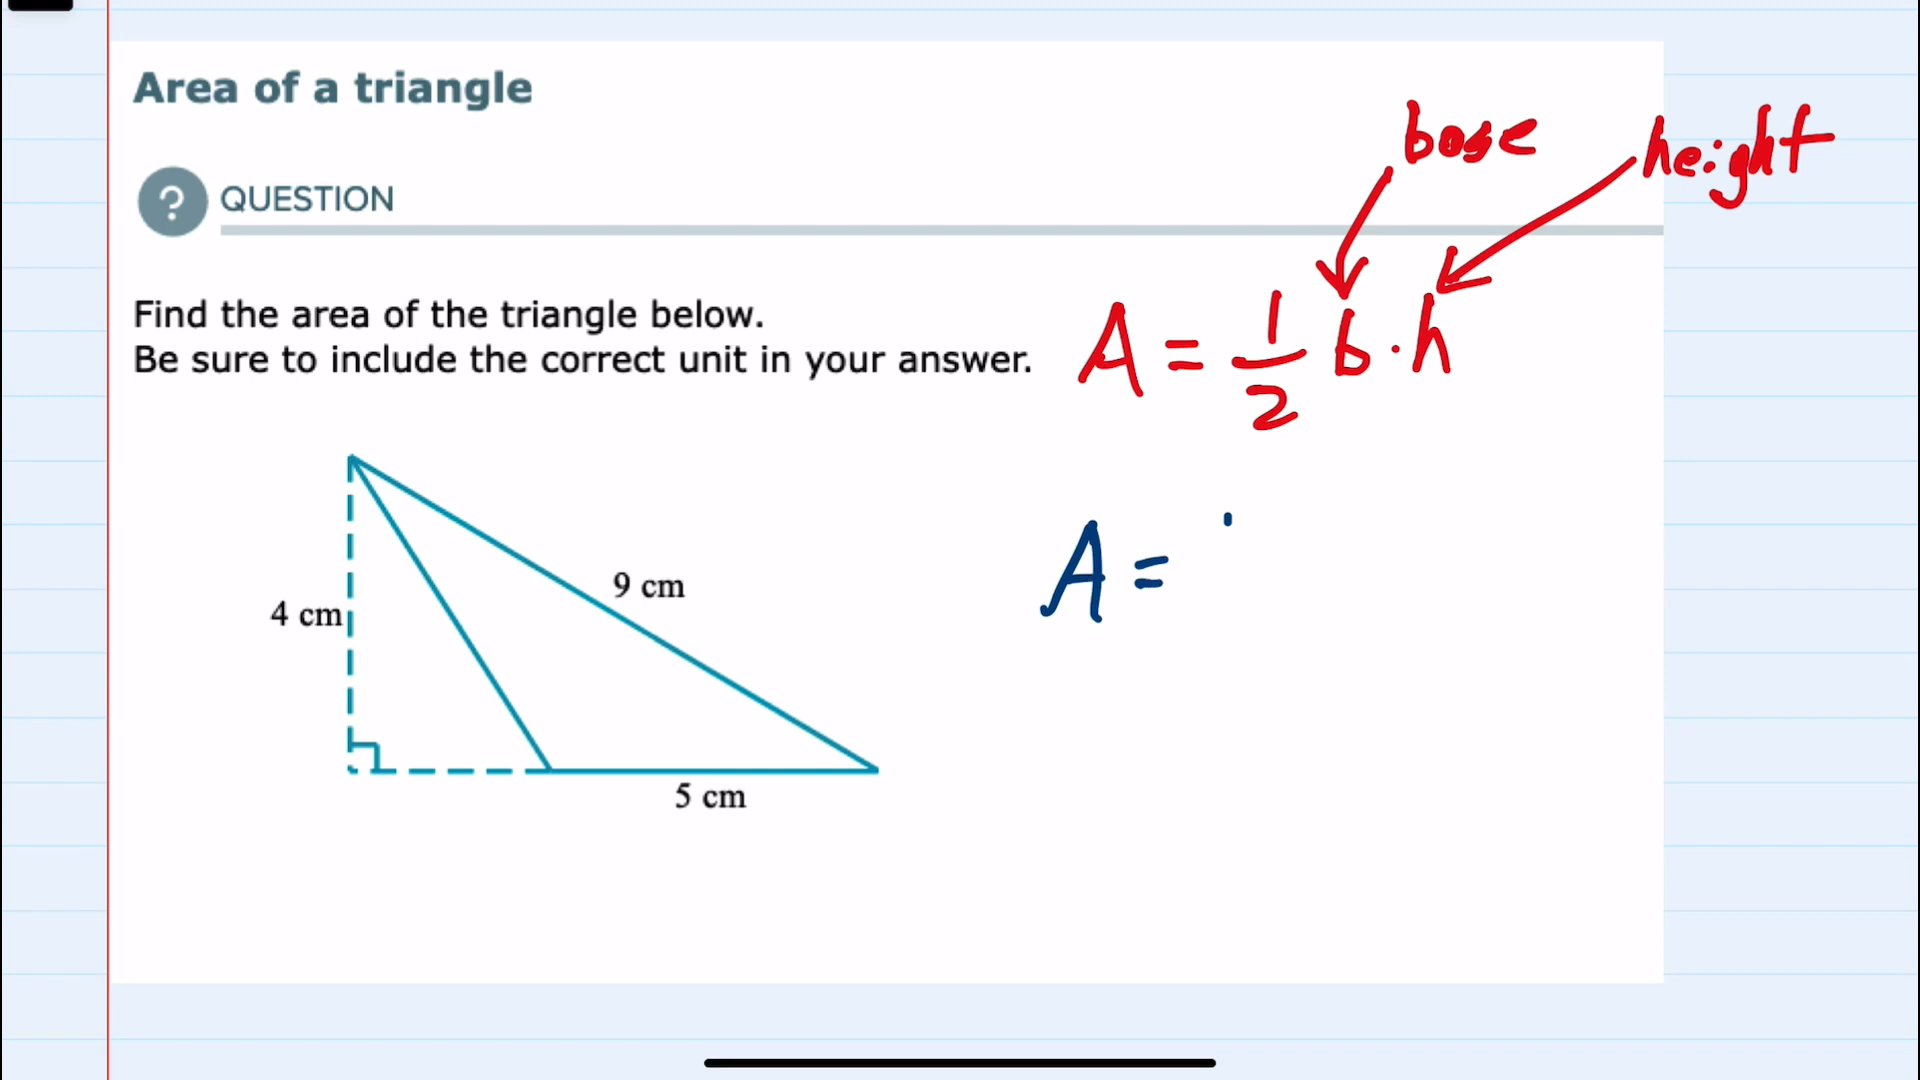 Area of a triangle
? QUESTION
base
height
Find the area of the triangle below.
Be sure to include the correct unit in your answer.
A = 1/2 b · h
9 cm
4 cm
5 cm
A =